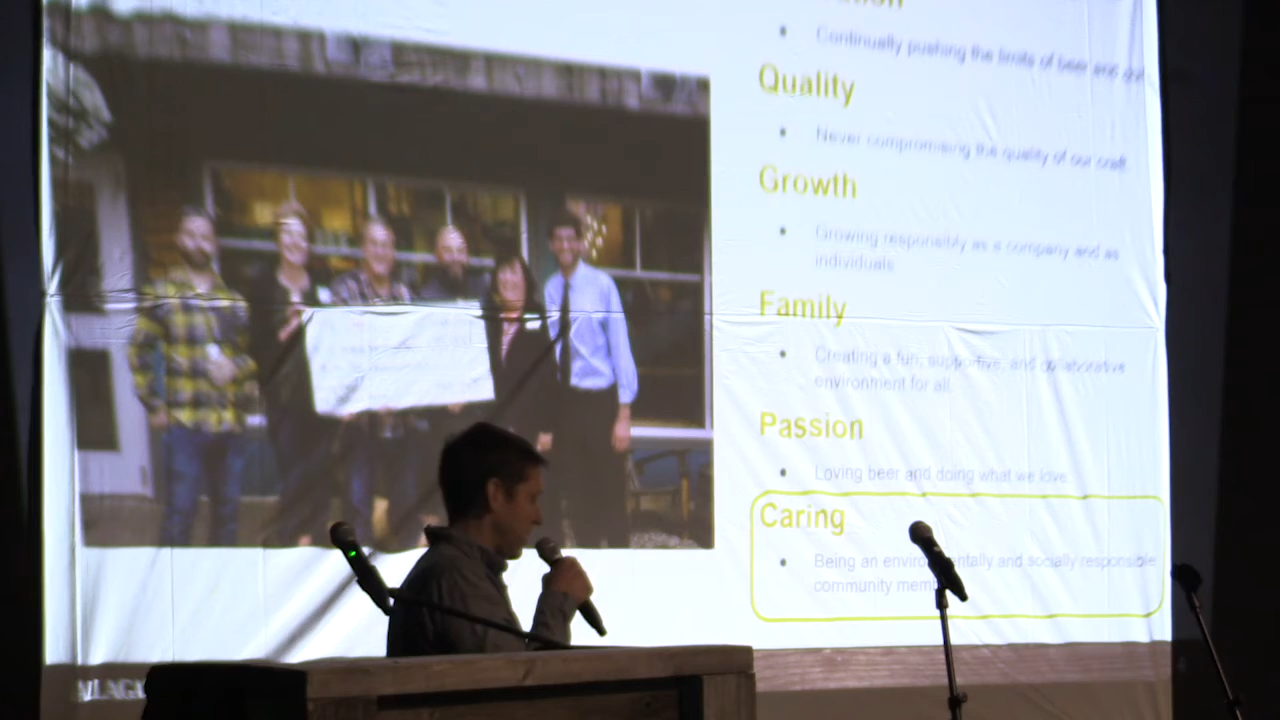 Continually pushing the limits of beer and
Quality
Never compromising the quality of our craft
Growth
Growing responsibly as a company and as
individuals
Family
Creating a fun, supportive, and collaborative
environment for all
Passion
Loving beer and doing what we love
Caring
Being an environmentally and socially responsible
community